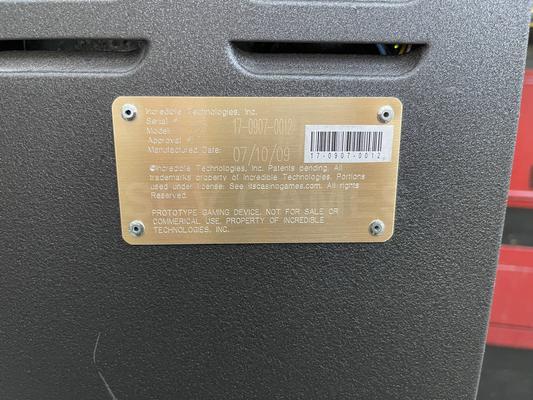 Incredible Technologies, Inc.
Serial #: 17-0907-0012
Model:
Approval #:
Manufactured Date: 07/10/09
17-0907-0012
©Incredible Technologies, Inc. Patents pending. All
trademarks property of Incredible Technologies. Portions
used under license. See itscasinogames.com. All rights
Reserved.
PROTOTYPE GAMING DEVICE. NOT FOR SALE OR
COMMERICAL USE. PROPERTY OF INCREDIBLE
TECHNOLOGIES, INC.